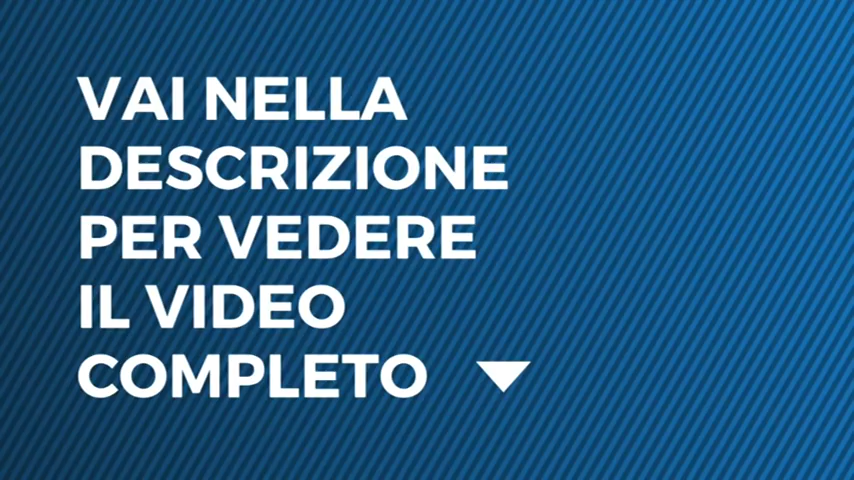 VAI NELLA
DESCRIZIONE
PER VEDERE
IL VIDEO
COMPLETO